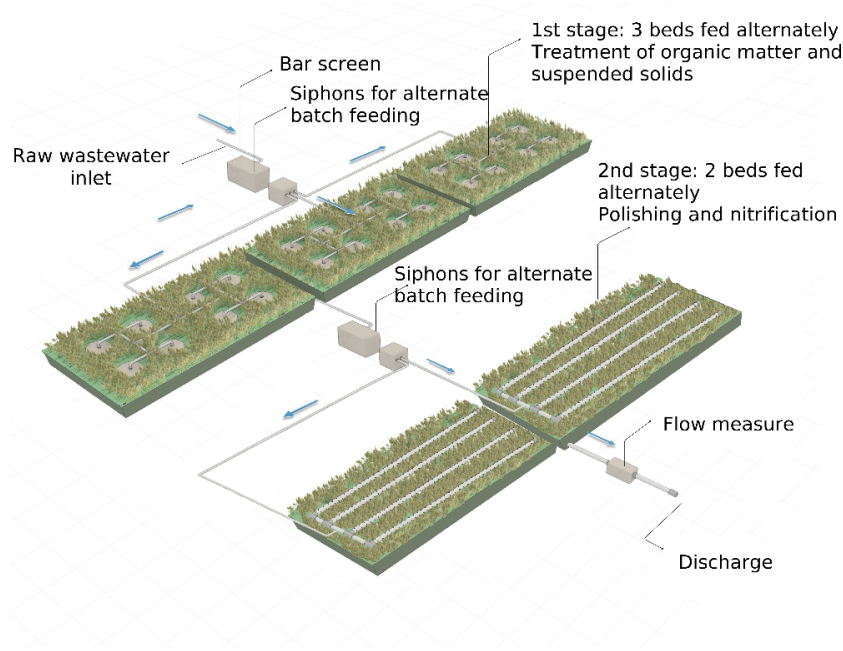 1st stage: 3 beds fed alternately
Treatment of organic matter and
suspended solids
Bar screen
Siphons for alternate
batch feeding
Raw wastewater
inlet
2nd stage: 2 beds fed
alternately
Polishing and nitrification
Siphons for alternate
batch feeding
Flow measure
Discharge